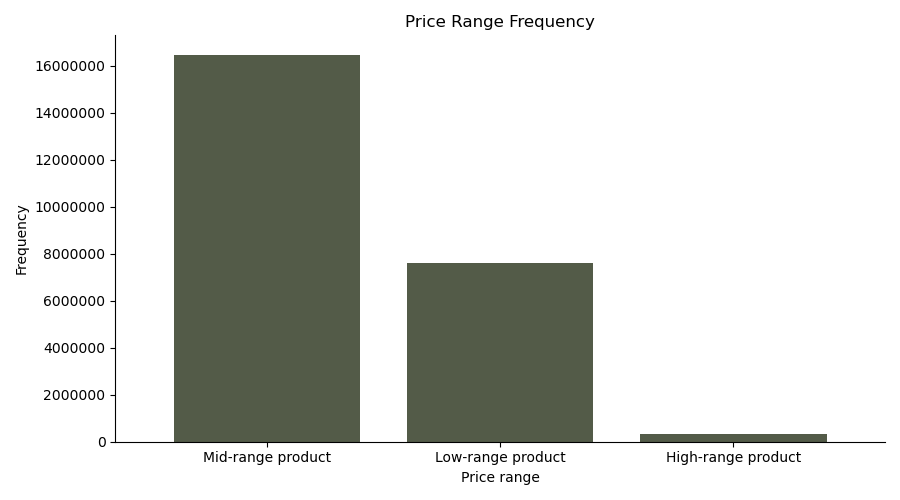 Price Range Frequency
Frequency
16000000
14000000
12000000
10000000
8000000
6000000
4000000
2000000
0
Mid-range product
Low-range product
High-range product
Price range